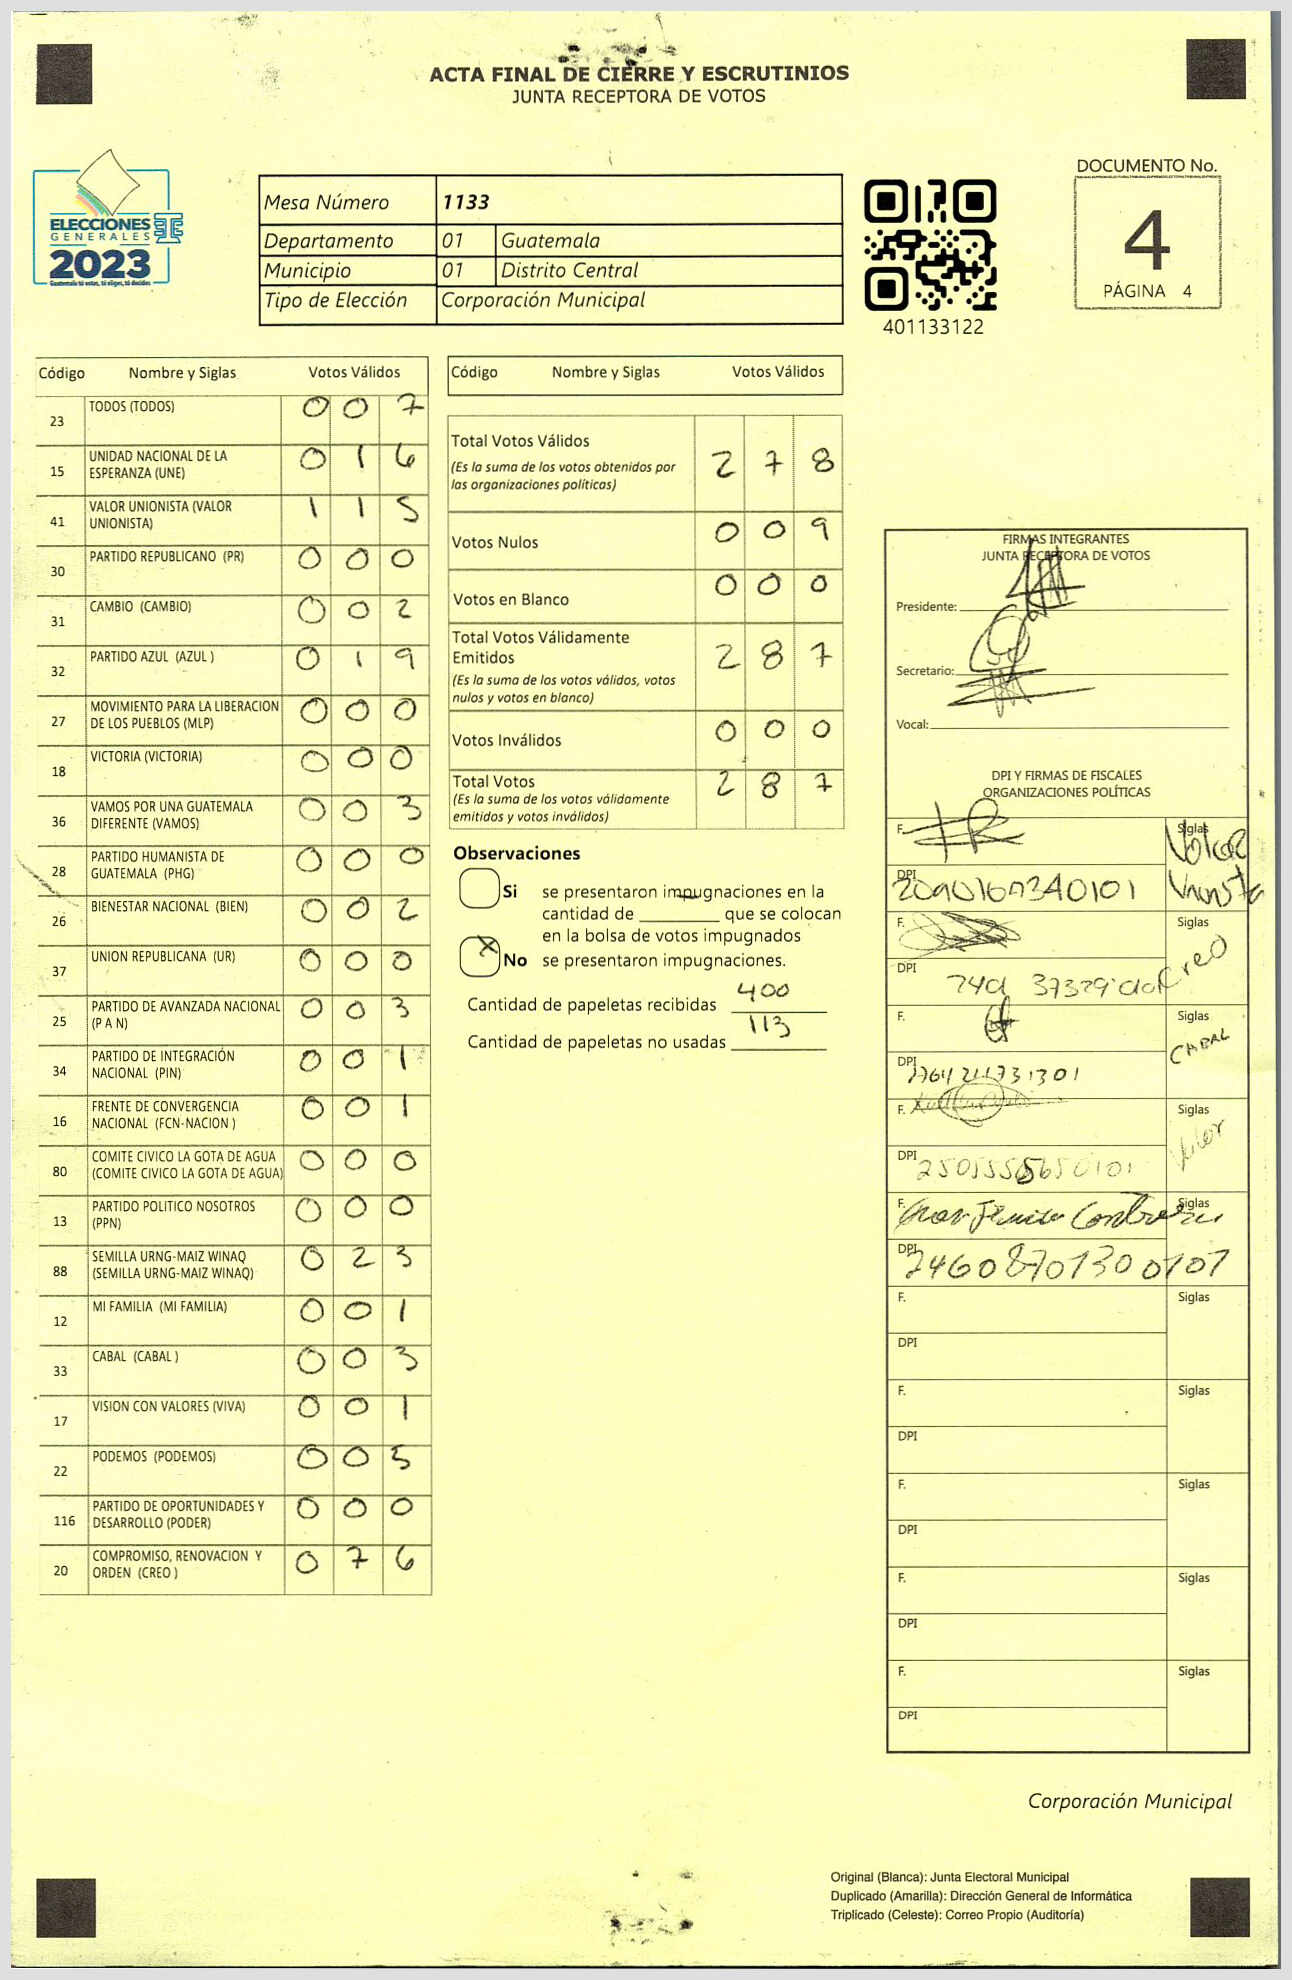 ACTA FINAL DE CIERRE Y ESCRUTINIOS
JUNTA RECEPTORA DE VOTOS
ELECCIONES
GENERALES
2023
Guatemala tú votas, tú eliges, tú decides
Mesa Número 1133
Departamento 01 Guatemala
Municipio 01 Distrito Central
Tipo de Elección Corporación Municipal
401133122
DOCUMENTO No.
4
PÁGINA 4
Código Nombre y Siglas Votos Válidos
23 TODOS (TODOS) 0 0 7
15 UNIDAD NACIONAL DE LA ESPERANZA (UNE) 0 1 6
41 VALOR UNIONISTA (VALOR UNIONISTA) 1 1 5
30 PARTIDO REPUBLICANO (PR) 0 0 0
31 CAMBIO (CAMBIO) 0 0 2
32 PARTIDO AZUL (AZUL ) 0 1 9
27 MOVIMIENTO PARA LA LIBERACION DE LOS PUEBLOS (MLP) 0 0 0
18 VICTORIA (VICTORIA) 0 0 0
36 VAMOS POR UNA GUATEMALA DIFERENTE (VAMOS) 0 0 3
28 PARTIDO HUMANISTA DE GUATEMALA (PHG) 0 0 0
26 BIENESTAR NACIONAL (BIEN) 0 0 2
37 UNION REPUBLICANA (UR) 0 0 0
25 PARTIDO DE AVANZADA NACIONAL (P A N) 0 0 3
34 PARTIDO DE INTEGRACIÓN NACIONAL (PIN) 0 0 1
16 FRENTE DE CONVERGENCIA NACIONAL (FCN-NACION ) 0 0 1
80 COMITE CIVICO LA GOTA DE AGUA (COMITE CIVICO LA GOTA DE AGUA) 0 0 0
13 PARTIDO POLITICO NOSOTROS (PPN) 0 0 0
88 SEMILLA URNG-MAIZ WINAQ (SEMILLA URNG-MAIZ WINAQ) 0 2 3
12 MI FAMILIA (MI FAMILIA) 0 0 1
33 CABAL (CABAL ) 0 0 3
17 VISION CON VALORES (VIVA) 0 0 1
22 PODEMOS (PODEMOS) 0 0 5
116 PARTIDO DE OPORTUNIDADES Y DESARROLLO (PODER) 0 0 0
20 COMPROMISO, RENOVACION Y ORDEN (CREO ) 0 7 6
Código Nombre y Siglas Votos Válidos
Total Votos Válidos 2 7 8
(Es la suma de los votos obtenidos por
las organizaciones políticas)
Votos Nulos 0 0 9
Votos en Blanco 0 0 0
Total Votos Válidamente
Emitidos 2 8 7
(Es la suma de los votos válidos, votos
nulos y votos en blanco)
Votos Inválidos 0 0 0
Total Votos 2 8 7
(Es la suma de los votos válidamente
emitidos y votos inválidos)
Observaciones
Si se presentaron impugnaciones en la
cantidad de ________ que se colocan
en la bolsa de votos impugnados
X No se presentaron impugnaciones.
Cantidad de papeletas recibidas 400
Cantidad de papeletas no usadas 113
FIRMAS INTEGRANTES
JUNTA RECEPTORA DE VOTOS
Presidente:
Secretario:
Vocal:
DPI Y FIRMAS DE FISCALES
ORGANIZACIONES POLÍTICAS
F. Siglas Valor
DPI Unionista
F. Siglas Creo
DPI
F. Siglas CABAL
DPI
F. Siglas
DPI
F. Contreras Siglas
DPI 24608701300101
F. Siglas
DPI
F. Siglas
DPI
F. Siglas
DPI
F. Siglas
DPI
F. Siglas
DPI
Corporación Municipal
Original (Blanca): Junta Electoral Municipal
Duplicado (Amarilla): Dirección General de Informática
Triplicado (Celeste): Correo Propio (Auditoría)